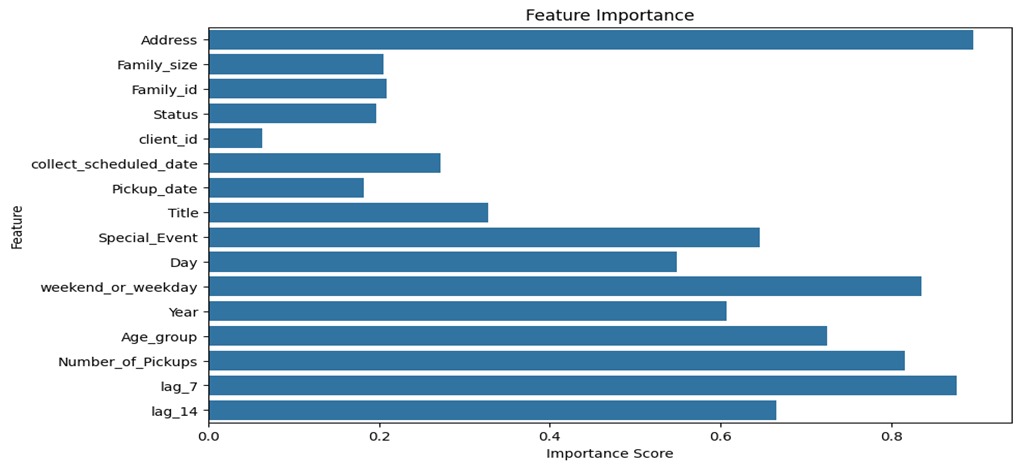 Feature Importance
Feature
Address
Family_size
Family_id
Status
client_id
collect_scheduled_date
Pickup_date
Title
Special_Event
Day
weekend_or_weekday
Year
Age_group
Number_of_Pickups
lag_7
lag_14
0.0 0.2 0.4 0.6 0.8
Importance Score